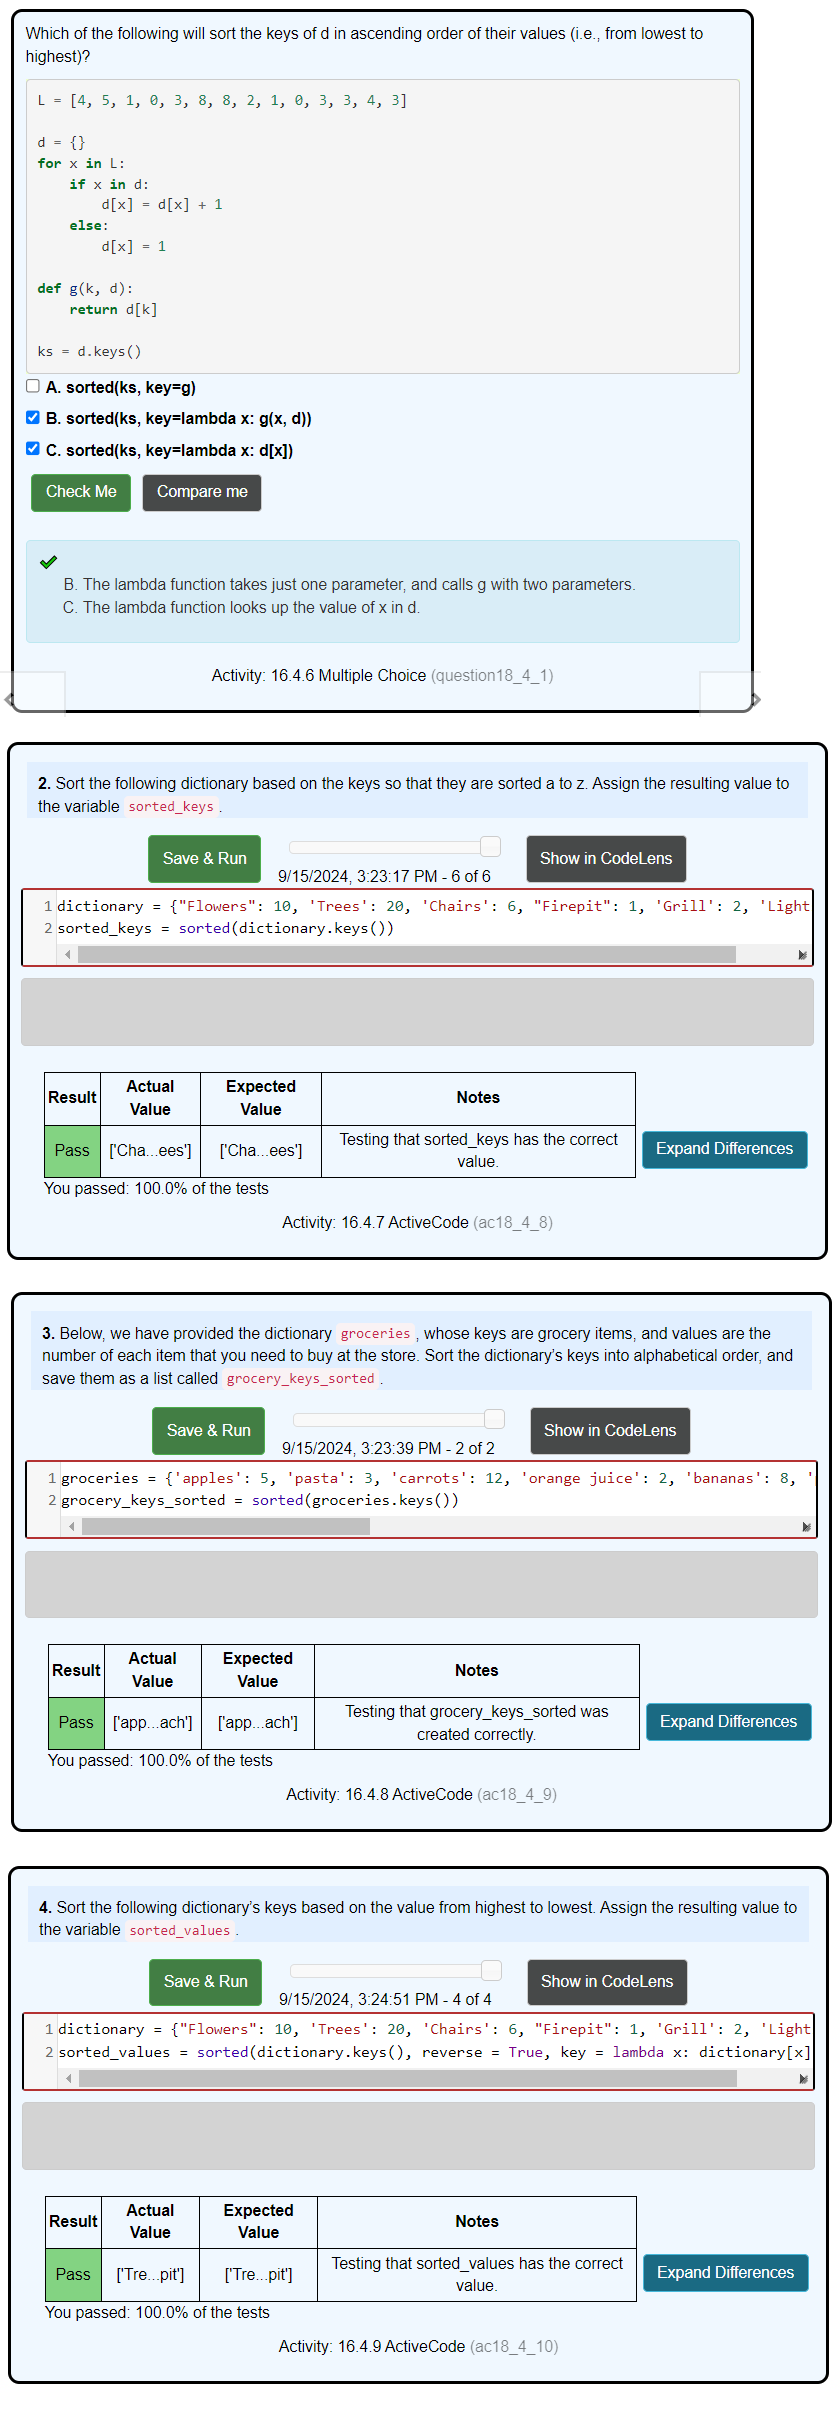 Which of the following will sort the keys of d in ascending order of their values (i.e., from lowest to
highest)?
L = [4, 5, 1, 0, 3, 8, 8, 2, 1, 0, 3, 3, 4, 3]
d = {}
for x in L:
    if x in d:
        d[x] = d[x] + 1
    else:
        d[x] = 1
def g(k, d):
    return d[k]
ks = d.keys()
A. sorted(ks, key=g)
B. sorted(ks, key=lambda x: g(x, d))
C. sorted(ks, key=lambda x: d[x])
Check Me Compare me
B. The lambda function takes just one parameter, and calls g with two parameters.
C. The lambda function looks up the value of x in d.
Activity: 16.4.6 Multiple Choice (question18_4_1)
2. Sort the following dictionary based on the keys so that they are sorted a to z. Assign the resulting value to
the variable sorted_keys.
Save & Run 9/15/2024, 3:23:17 PM - 6 of 6 Show in CodeLens
1 dictionary = {"Flowers": 10, 'Trees': 20, 'Chairs': 6, "Firepit": 1, 'Grill': 2, 'Light
2 sorted_keys = sorted(dictionary.keys())
Result Actual Value Expected Value Notes
Pass ['Cha...ees'] ['Cha...ees'] Testing that sorted_keys has the correct value. Expand Differences
You passed: 100.0% of the tests
Activity: 16.4.7 ActiveCode (ac18_4_8)
3. Below, we have provided the dictionary groceries, whose keys are grocery items, and values are the
number of each item that you need to buy at the store. Sort the dictionary's keys into alphabetical order, and
save them as a list called grocery_keys_sorted.
Save & Run 9/15/2024, 3:23:39 PM - 2 of 2 Show in CodeLens
1 groceries = {'apples': 5, 'pasta': 3, 'carrots': 12, 'orange juice': 2, 'bananas': 8, '
2 grocery_keys_sorted = sorted(groceries.keys())
Result Actual Value Expected Value Notes
Pass ['app...ach'] ['app...ach'] Testing that grocery_keys_sorted was created correctly. Expand Differences
You passed: 100.0% of the tests
Activity: 16.4.8 ActiveCode (ac18_4_9)
4. Sort the following dictionary's keys based on the value from highest to lowest. Assign the resulting value to
the variable sorted_values.
Save & Run 9/15/2024, 3:24:51 PM - 4 of 4 Show in CodeLens
1 dictionary = {"Flowers": 10, 'Trees': 20, 'Chairs': 6, "Firepit": 1, 'Grill': 2, 'Light
2 sorted_values = sorted(dictionary.keys(), reverse = True, key = lambda x: dictionary[x]
Result Actual Value Expected Value Notes
Pass ['Tre...pit'] ['Tre...pit'] Testing that sorted_values has the correct value. Expand Differences
You passed: 100.0% of the tests
Activity: 16.4.9 ActiveCode (ac18_4_10)